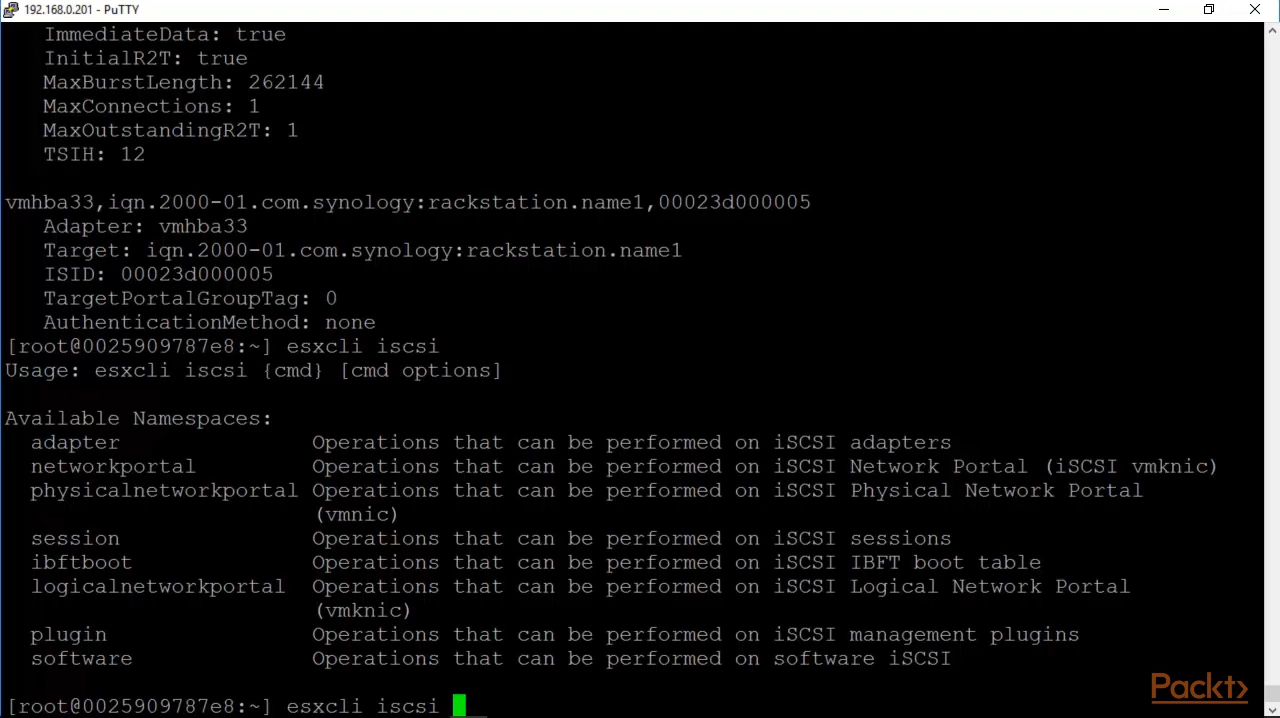 192.168.0.201 - PuTTY
ImmediateData: true
InitialR2T: true
MaxBurstLength: 262144
MaxConnections: 1
MaxOutstandingR2T: 1
TSIH: 12
vmhba33,iqn.2000-01.com.synology:rackstation.name1,00023d000005
Adapter: vmhba33
Target: iqn.2000-01.com.synology:rackstation.name1
ISID: 00023d000005
TargetPortalGroupTag: 0
AuthenticationMethod: none
[root@0025909787e8:~] esxcli iscsi
Usage: esxcli iscsi {cmd} [cmd options]
Available Namespaces:
adapter Operations that can be performed on iSCSI adapters
networkportal Operations that can be performed on iSCSI Network Portal (iSCSI vmknic)
physicalnetworkportal Operations that can be performed on iSCSI Physical Network Portal
(vmnic)
session Operations that can be performed on iSCSI sessions
ibftboot Operations that can be performed on iSCSI IBFT boot table
logicalnetworkportal Operations that can be performed on iSCSI Logical Network Portal
(vmknic)
plugin Operations that can be performed on iSCSI management plugins
software Operations that can be performed on software iSCSI
[root@0025909787e8:~] esxcli iscsi
Packt>